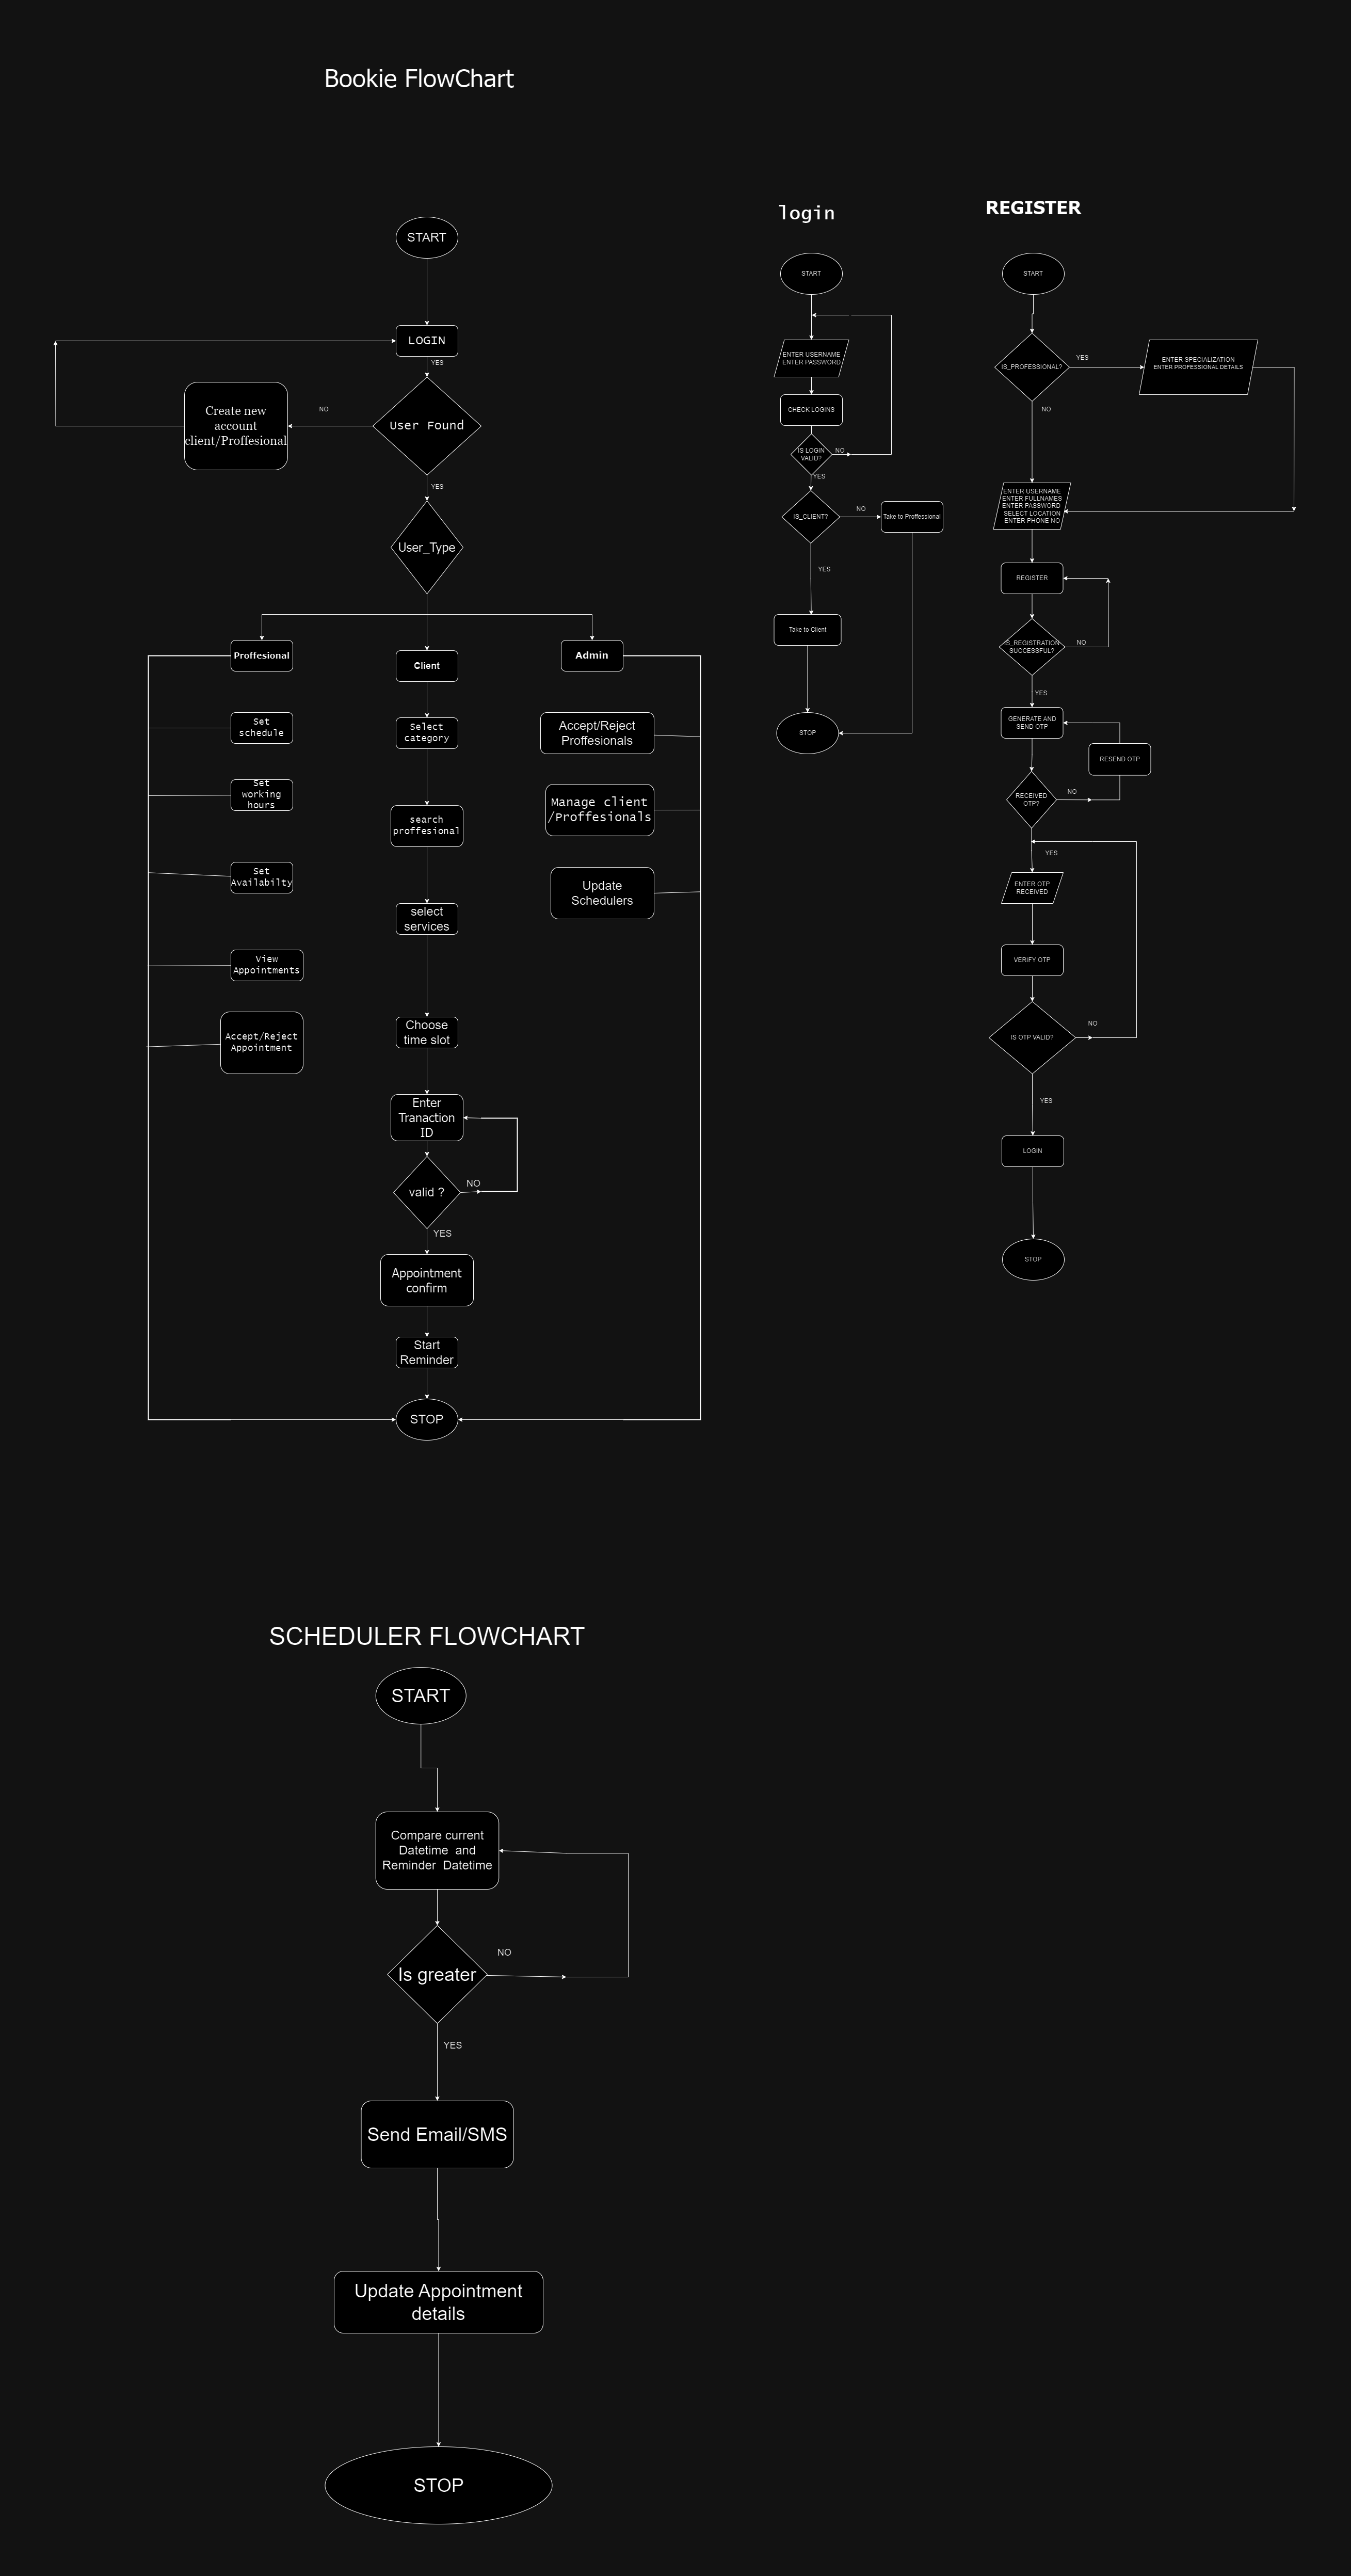 Bookie FlowChart
START
LOGIN
YES
User Found
NO
Create new
account
client/Proffesional
YES
User_Type
Proffesional
Client
Admin
Set
schedule
Set
working
hours
Set
Availabilty
View
Appointments
Accept/Reject
Appointment
Select
category
search
proffesional
select
services
Choose
time slot
Enter
Tranaction
ID
valid ?
NO
YES
Appointment
confirm
Start
Reminder
STOP
Accept/Reject
Proffesionals
Manage client
/Proffesionals
Update
Schedulers
login
START
ENTER USERNAME
ENTER PASSWORD
CHECK LOGINS
IS LOGIN
VALID?
NO
YES
IS_CLIENT?
NO
Take to Proffessional
YES
Take to Client
STOP
REGISTER
START
IS_PROFESSIONAL?
YES
ENTER SPECIALIZATION
ENTER PROFESSIONAL DETAILS
NO
ENTER USERNAME
ENTER FULLNAMES
ENTER PASSWORD
SELECT LOCATION
ENTER PHONE NO
REGISTER
IS_REGISTRATION
SUCCESSFUL?
NO
YES
GENERATE AND
SEND OTP
RESEND OTP
RECEIVED
OTP?
NO
YES
ENTER OTP
RECEIVED
VERIFY OTP
IS OTP VALID?
NO
YES
LOGIN
STOP
SCHEDULER FLOWCHART
START
Compare current
Datetime and
Reminder Datetime
Is greater
NO
YES
Send Email/SMS
Update Appointment
details
STOP